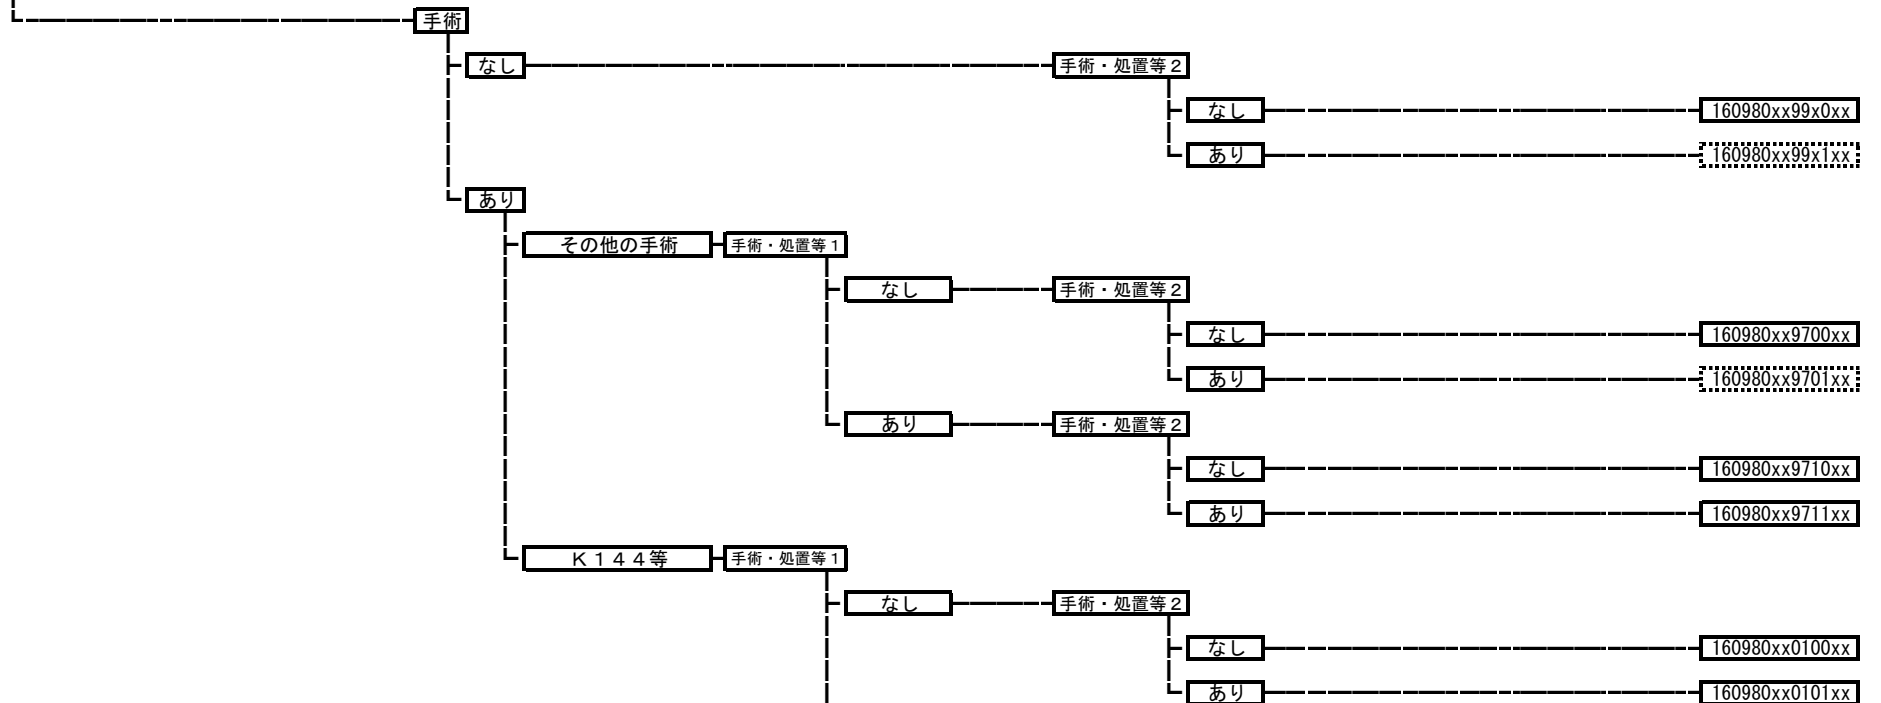 手術
なし 手術・処置等２
なし 160980xx99x0xx
あり 160980xx99x1xx
あり
その他の手術 手術・処置等１
なし 手術・処置等２
なし 160980xx9700xx
あり 160980xx9701xx
あり 手術・処置等２
なし 160980xx9710xx
あり 160980xx9711xx
Ｋ１４４等 手術・処置等１
なし 手術・処置等２
なし 160980xx0100xx
あり 160980xx0101xx